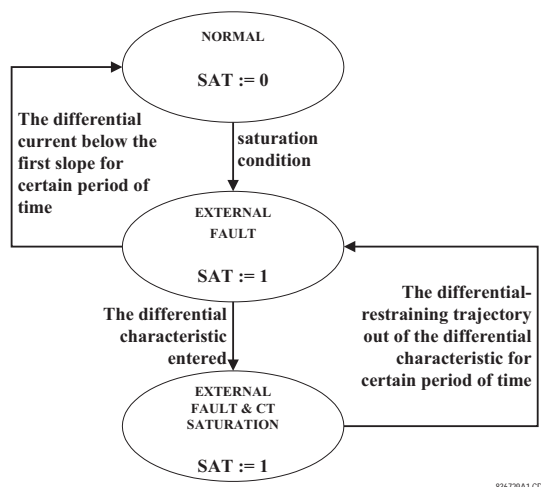 NORMAL
SAT := 0
The differential
current below the
first slope for
certain period of
time
saturation
condition
EXTERNAL
FAULT
SAT := 1
The differential
characteristic
entered
The differential-
restraining trajectory
out of the differential
characteristic for
certain period of time
EXTERNAL
FAULT & CT
SATURATION
SAT := 1